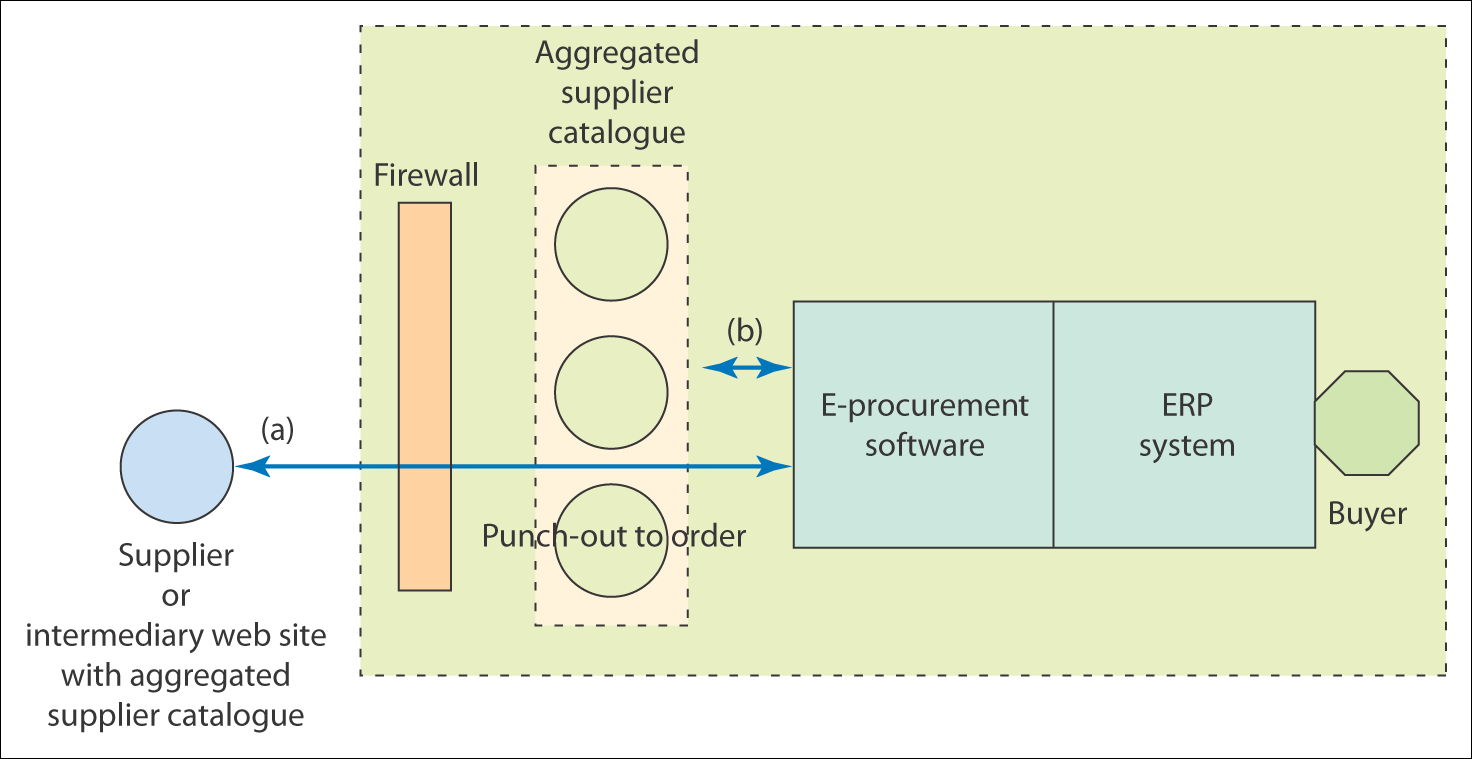 Aggregated
supplier
catalogue
Firewall
(b)
(a)
E-procurement
software
ERP
system
Punch-out to order
Buyer
Supplier
or
intermediary web site
with aggregated
supplier catalogue